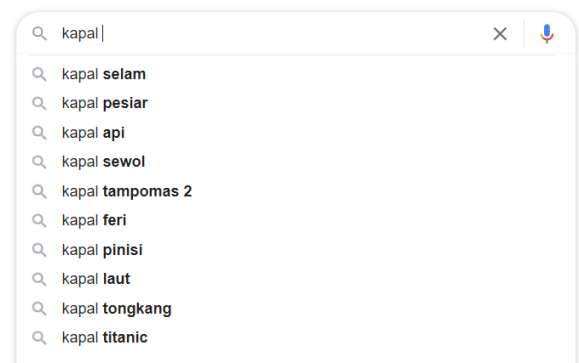 kapal
kapal selam
kapal pesiar
kapal api
kapal sewol
kapal tampomas 2
kapal feri
kapal pinisi
kapal laut
kapal tongkang
kapal titanic